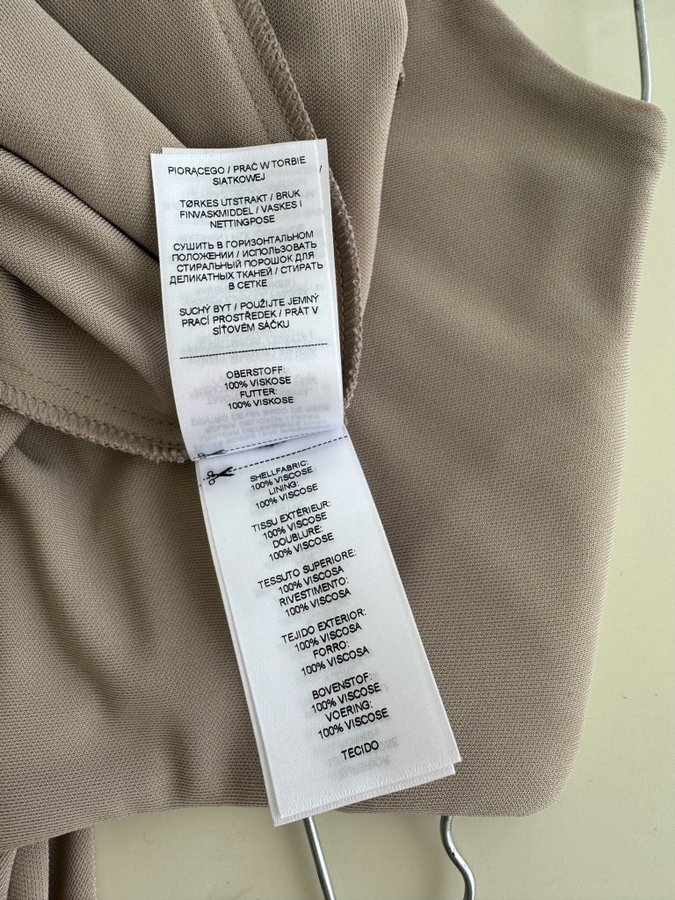 PIORĄCEGO / PRAĆ W TORBIE
SIATKOWEJ
TØRKES UTSTRAKT / BRUK
FINVASKMIDDEL / VASKES I
NETTINGPOSE
СУШИТЬ В ГОРИЗОНТАЛЬНОМ
ПОЛОЖЕНИИ / ИСПОЛЬЗОВАТЬ
СТИРАЛЬНЫЙ ПОРОШОК ДЛЯ
ДЕЛИКАТНЫХ ТКАНЕЙ / СТИРАТЬ
В СЕТКЕ
SUCHÝ BYT / POUŽIJTE JEMNÝ
PRACÍ PROSTŘEDEK / PRÁT V
SÍŤOVÉM SÁČKU
OBERSTOFF:
100% VISKOSE
FUTTER:
100% VISKOSE
SHELLFABRIC:
100% VISCOSE
LINING:
100% VISCOSE
TISSU EXTÉRIEUR:
100% VISCOSE
DOUBLURE:
100% VISCOSE
TESSUTO SUPERIORE:
100% VISCOSA
RIVESTIMENTO:
100% VISCOSA
TEJIDO EXTERIOR:
100% VISCOSA
FORRO:
100% VISCOSA
BOVENSTOF:
100% VISCOSE
VOERING:
100% VISCOSE
TECIDO